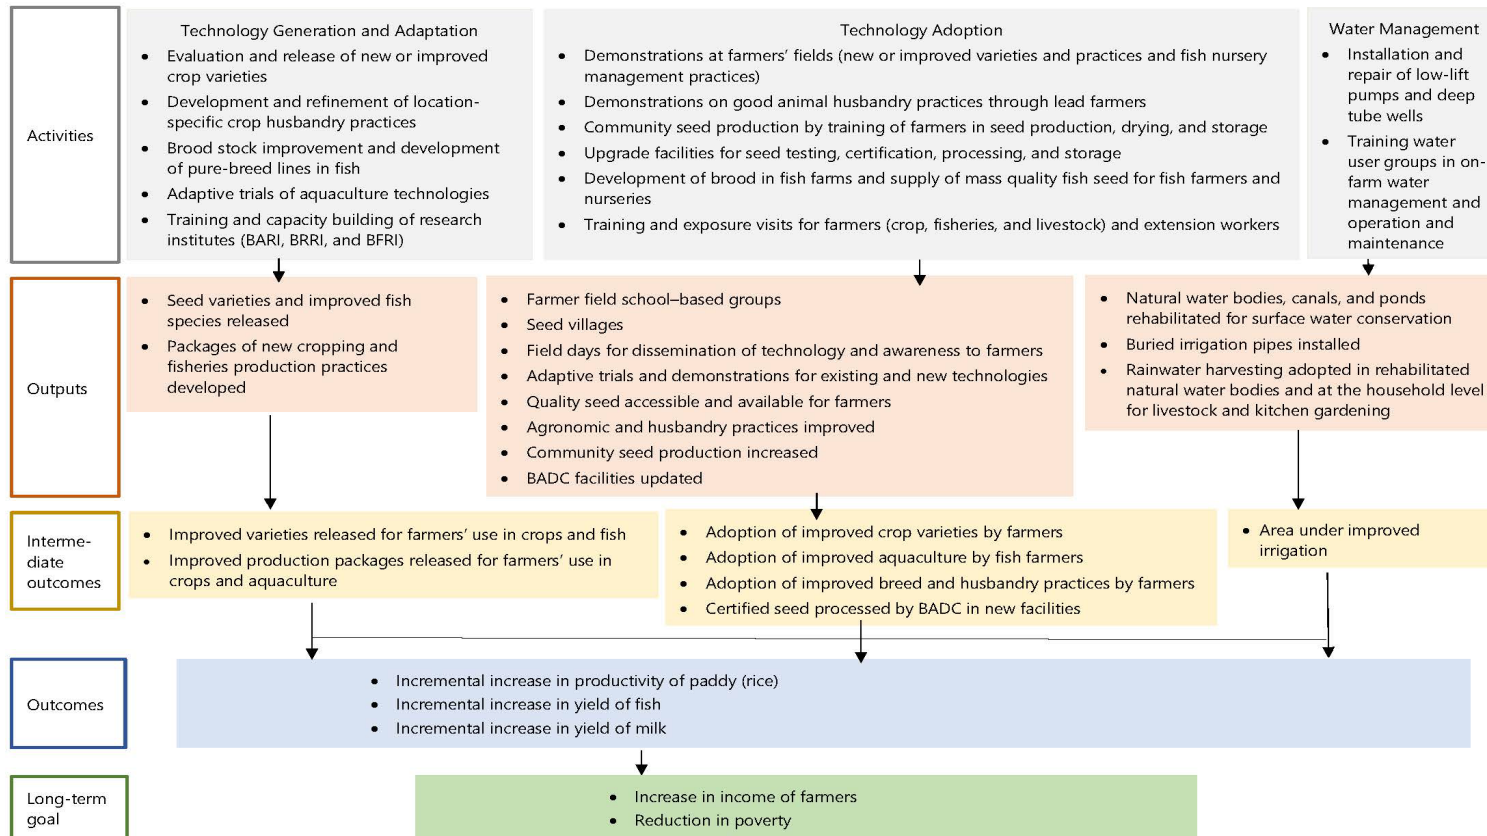 Activities
Technology Generation and Adaptation
• Evaluation and release of new or improved
crop varieties
• Development and refinement of location-
specific crop husbandry practices
• Brood stock improvement and development
of pure-breed lines in fish
• Adaptive trials of aquaculture technologies
• Training and capacity building of research
institutes (BARI, BRRI, and BFRI)
Technology Adoption
• Demonstrations at farmers’ fields (new or improved varieties and practices and fish nursery
management practices)
• Demonstrations on good animal husbandry practices through lead farmers
• Community seed production by training of farmers in seed production, drying, and storage
• Upgrade facilities for seed testing, certification, processing, and storage
• Development of brood in fish farms and supply of mass quality fish seed for fish farmers and
nurseries
• Training and exposure visits for farmers (crop, fisheries, and livestock) and extension workers
Water Management
• Installation and
repair of low-lift
pumps and deep
tube wells
• Training water
user groups in on-
farm water
management and
operation and
maintenance
Outputs
• Seed varieties and improved fish
species released
• Packages of new cropping and
fisheries production practices
developed
• Farmer field school–based groups
• Seed villages
• Field days for dissemination of technology and awareness to farmers
• Adaptive trials and demonstrations for existing and new technologies
• Quality seed accessible and available for farmers
• Agronomic and husbandry practices improved
• Community seed production increased
• BADC facilities updated
• Natural water bodies, canals, and ponds
rehabilitated for surface water conservation
• Buried irrigation pipes installed
• Rainwater harvesting adopted in rehabilitated
natural water bodies and at the household level
for livestock and kitchen gardening
Interme-
diate
outcomes
• Improved varieties released for farmers’ use in crops and fish
• Improved production packages released for farmers’ use in
crops and aquaculture
• Adoption of improved crop varieties by farmers
• Adoption of improved aquaculture by fish farmers
• Adoption of improved breed and husbandry practices by farmers
• Certified seed processed by BADC in new facilities
• Area under improved
irrigation
Outcomes
• Incremental increase in productivity of paddy (rice)
• Incremental increase in yield of fish
• Incremental increase in yield of milk
Long-term
goal
• Increase in income of farmers
• Reduction in poverty